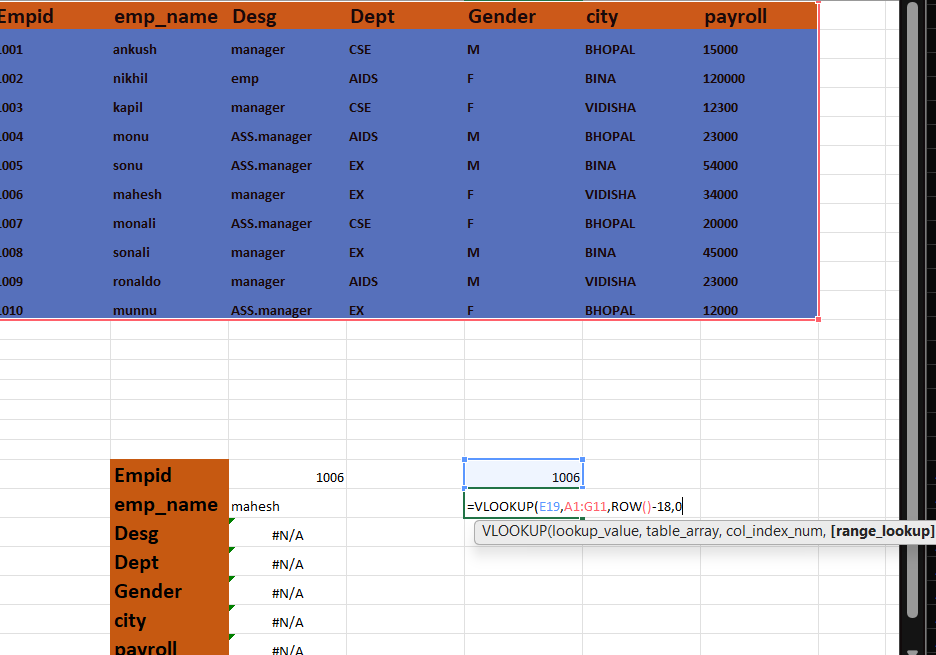 Empid emp_name Desg Dept Gender city payroll
1001 ankush manager CSE M BHOPAL 15000
1002 nikhil emp AIDS F BINA 120000
1003 kapil manager CSE F VIDISHA 12300
1004 monu ASS.manager AIDS M BHOPAL 23000
1005 sonu ASS.manager EX M BINA 54000
1006 mahesh manager EX F VIDISHA 34000
1007 monali ASS.manager CSE F BHOPAL 20000
1008 sonali manager EX M BINA 45000
1009 ronaldo manager AIDS M VIDISHA 23000
1010 munnu ASS.manager EX F BHOPAL 12000
Empid 1006 1006
emp_name mahesh =VLOOKUP(E19,A1:G11,ROW()-18,0
VLOOKUP(lookup_value, table_array, col_index_num, [range_lookup]
Desg #N/A
Dept #N/A
Gender #N/A
city #N/A
payroll #N/A